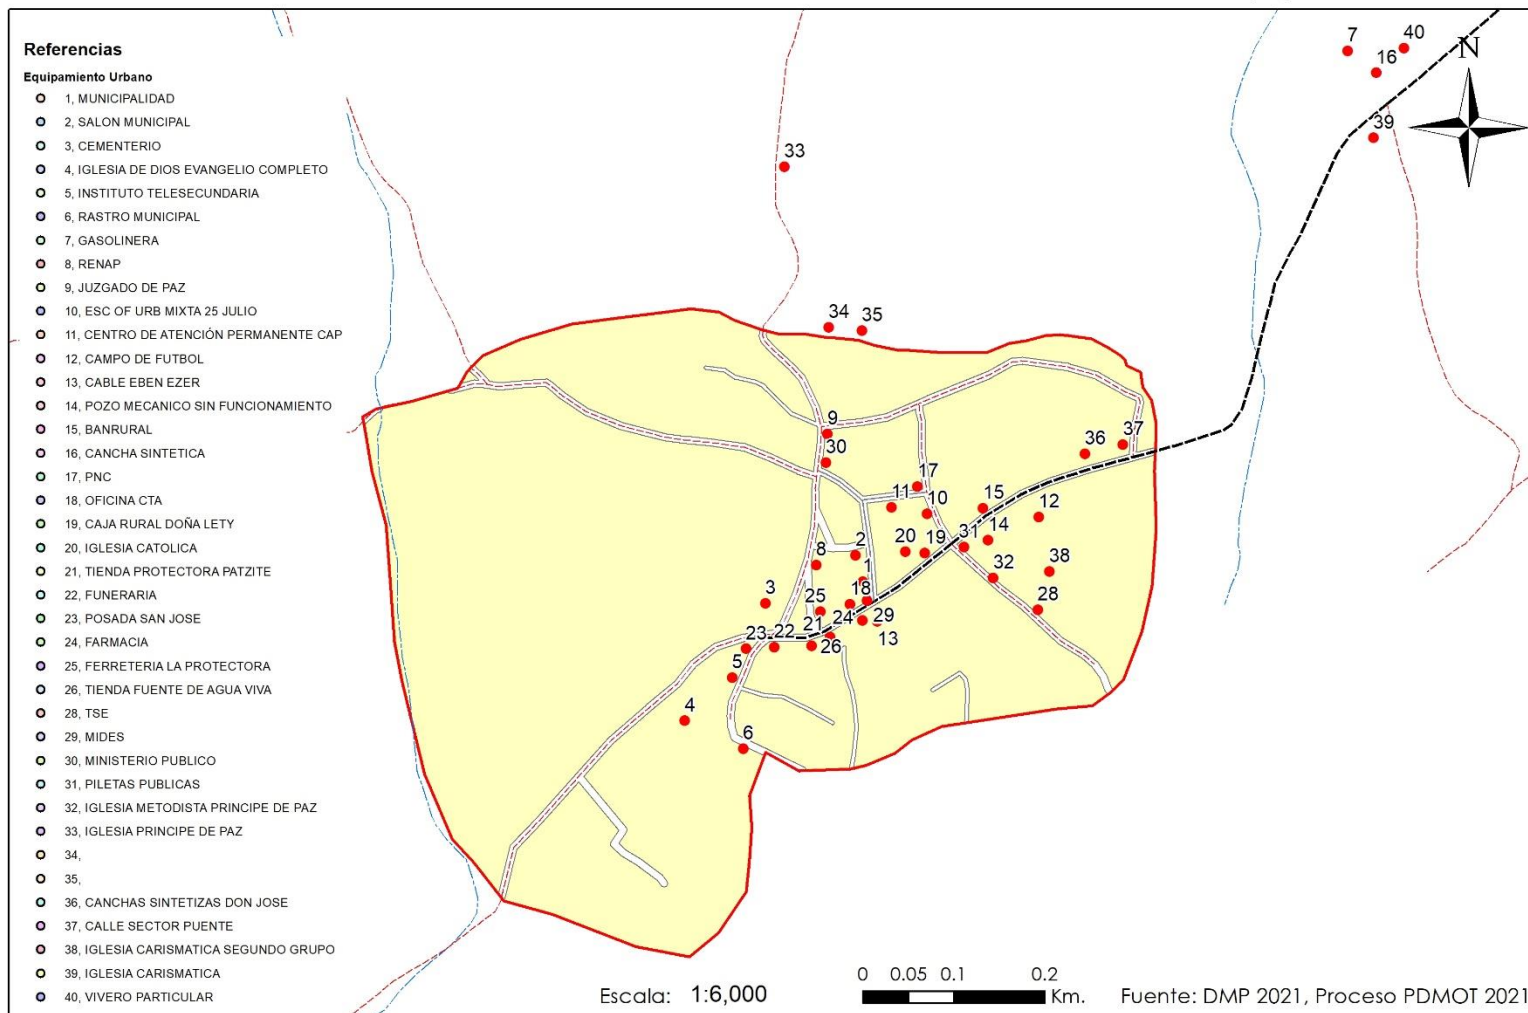 Referencias
Equipamiento Urbano
1, MUNICIPALIDAD
2, SALON MUNICIPAL
3, CEMENTERIO
4, IGLESIA DE DIOS EVANGELIO COMPLETO
5, INSTITUTO TELESECUNDARIA
6, RASTRO MUNICIPAL
7, GASOLINERA
8, RENAP
9, JUZGADO DE PAZ
10, ESC OF URB MIXTA 25 JULIO
11, CENTRO DE ATENCIÓN PERMANENTE CAP
12, CAMPO DE FUTBOL
13, CABLE EBEN EZER
14, POZO MECANICO SIN FUNCIONAMIENTO
15, BANRURAL
16, CANCHA SINTETICA
17, PNC
18, OFICINA CTA
19, CAJA RURAL DOÑA LETY
20, IGLESIA CATOLICA
21, TIENDA PROTECTORA PATZITE
22, FUNERARIA
23, POSADA SAN JOSE
24, FARMACIA
25, FERRETERIA LA PROTECTORA
26, TIENDA FUENTE DE AGUA VIVA
28, TSE
29, MIDES
30, MINISTERIO PUBLICO
31, PILETAS PUBLICAS
32, IGLESIA METODISTA PRINCIPE DE PAZ
33, IGLESIA PRINCIPE DE PAZ
34,
35,
36, CANCHAS SINTETIZAS DON JOSE
37, CALLE SECTOR PUENTE
38, IGLESIA CARISMATICA SEGUNDO GRUPO
39, IGLESIA CARISMATICA
40, VIVERO PARTICULAR
7
40
16
N
39
33
34
35
9
30
37
36
17
11
10
15
12
20
19
31
14
2
8
1
38
32
3
18
28
25
24
29
13
21
26
22
23
5
4
6
Escala: 1:6,000
0 0.05 0.1 0.2
Km.
Fuente: DMP 2021, Proceso PDMOT 2021